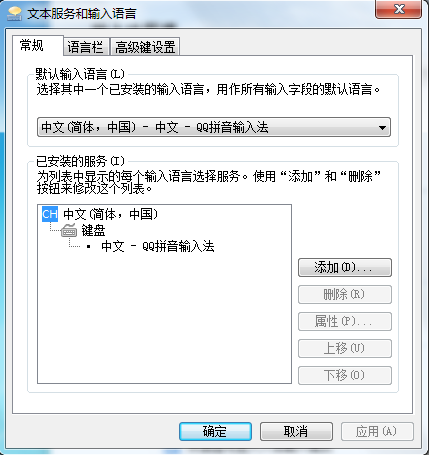 文本服务和输入语言
常规
语言栏
高级键设置
默认输入语言(L)
选择其中一个已安装的输入语言，用作所有输入字段的默认语言。
中文(简体，中国) - 中文 - QQ拼音输入法
已安装的服务(I)
为列表中显示的每个输入语言选择服务。使用“添加”和“删除”
按钮来修改这个列表。
CH 中文(简体，中国)
键盘
• 中文 - QQ拼音输入法
添加(D)...
删除(R)
属性(P)...
上移(U)
下移(O)
确定
取消
应用(A)